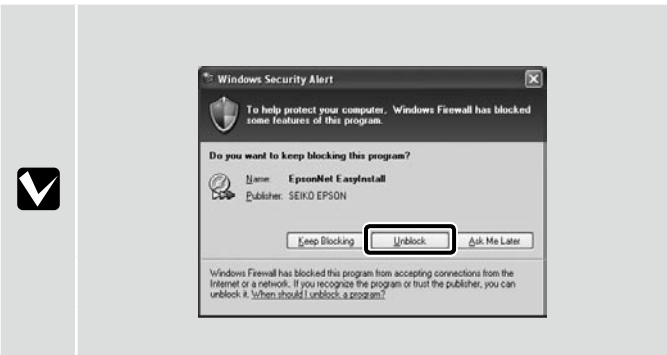 Windows Security Alert
To help protect your computer, Windows Firewall has blocked
some features of this program.
Do you want to keep blocking this program?
Name: EpsonNet EasyInstall
Publisher: SEIKO EPSON
Keep Blocking Unblock Ask Me Later
Windows Firewall has blocked this program from accepting connections from the
Internet or a network. If you recognize the program or trust the publisher, you can
unblock it. When should I unblock a program?